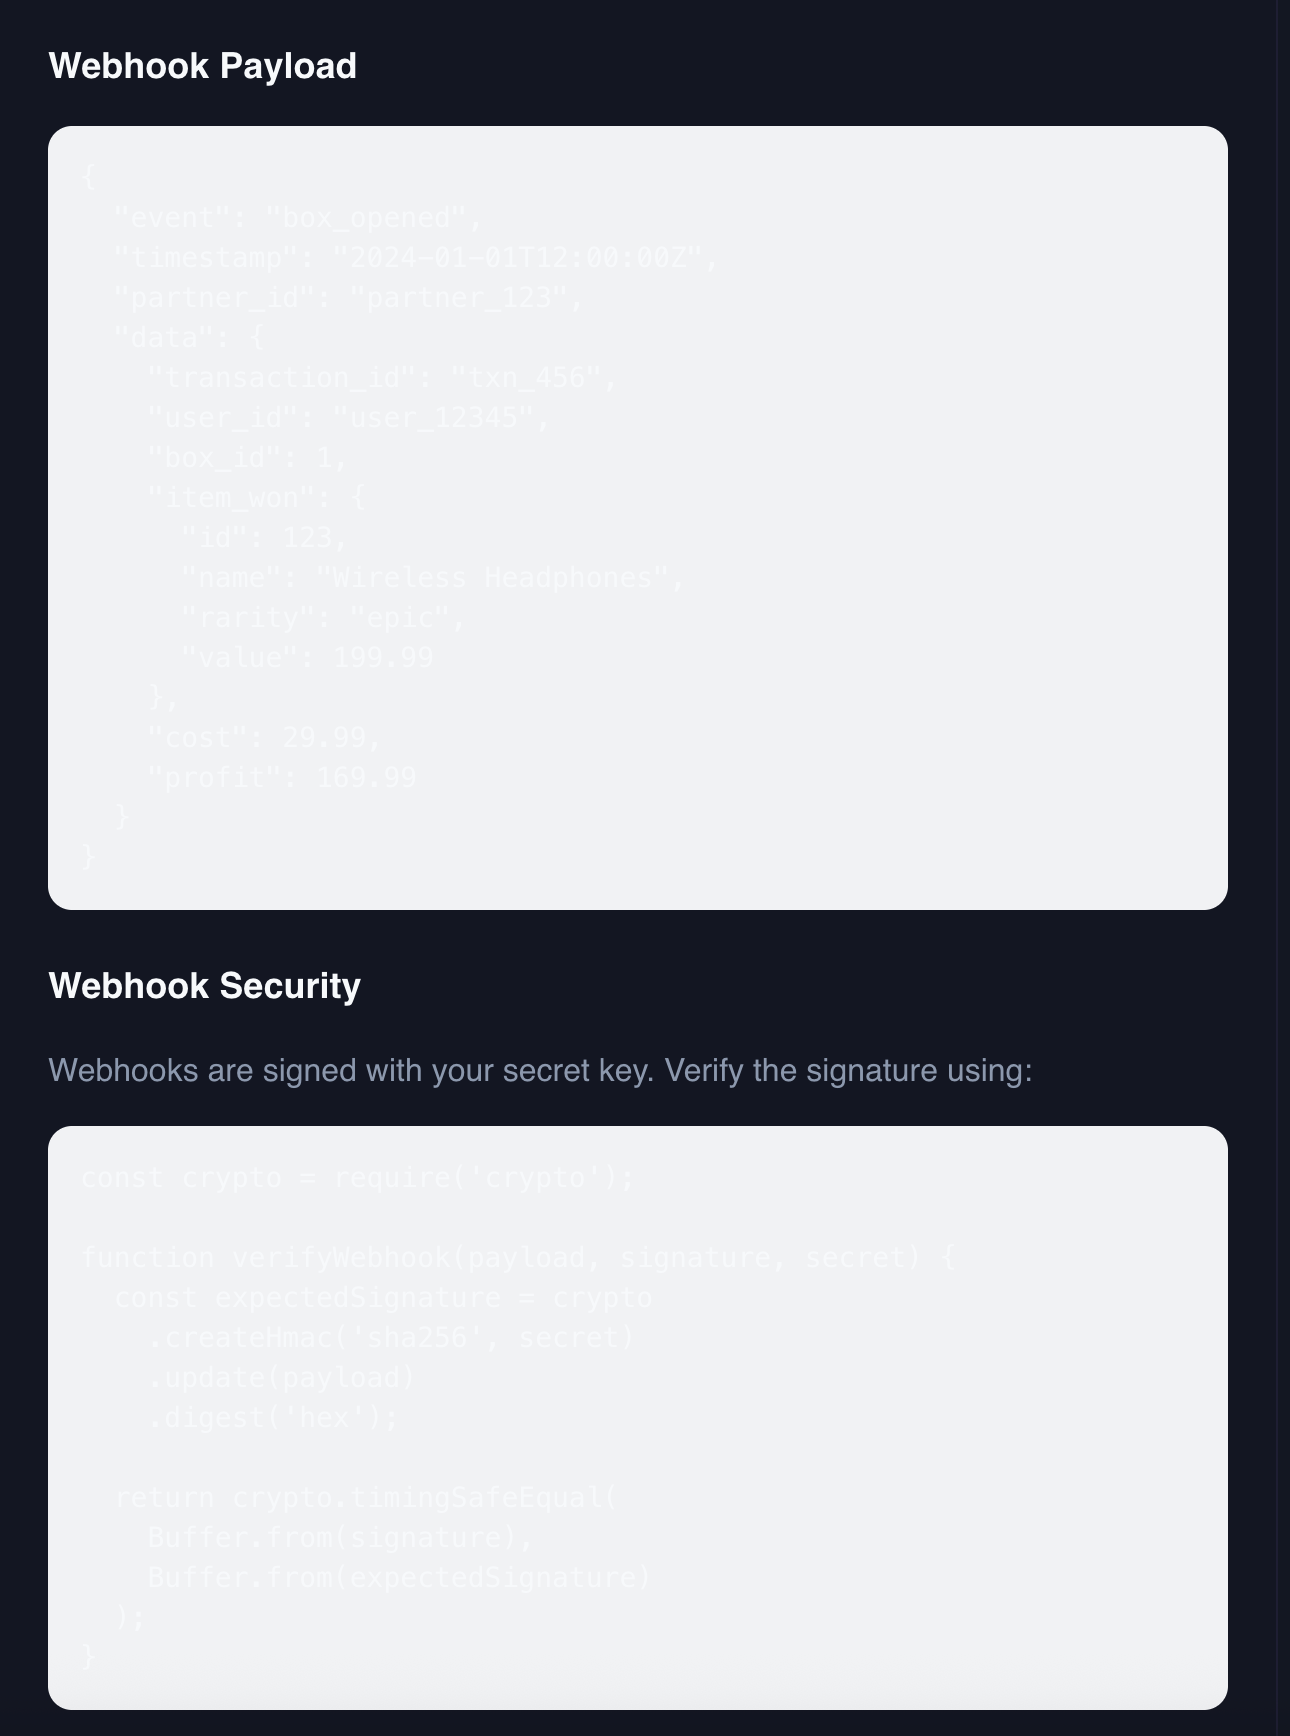 Webhook Payload
{
  "event": "box_opened",
  "timestamp": "2024-01-01T12:00:00Z",
  "partner_id": "partner_123",
  "data": {
    "transaction_id": "txn_456",
    "user_id": "user_12345",
    "box_id": 1,
    "item_won": {
      "id": 123,
      "name": "Wireless Headphones",
      "rarity": "epic",
      "value": 199.99
    },
    "cost": 29.99,
    "profit": 169.99
  }
}
Webhook Security
Webhooks are signed with your secret key. Verify the signature using:
const crypto = require('crypto');
function verifyWebhook(payload, signature, secret) {
  const expectedSignature = crypto
    .createHmac('sha256', secret)
    .update(payload)
    .digest('hex');
  return crypto.timingSafeEqual(
    Buffer.from(signature),
    Buffer.from(expectedSignature)
  );
}